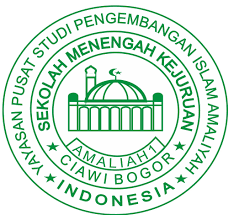 YAYASAN PUSAT STUDI PENGEMBANGAN ISLAM AMALIYAH
INDONESIA
SEKOLAH MENENGAH KEJURUAN
AMALIAH 1
CIAWI BOGOR